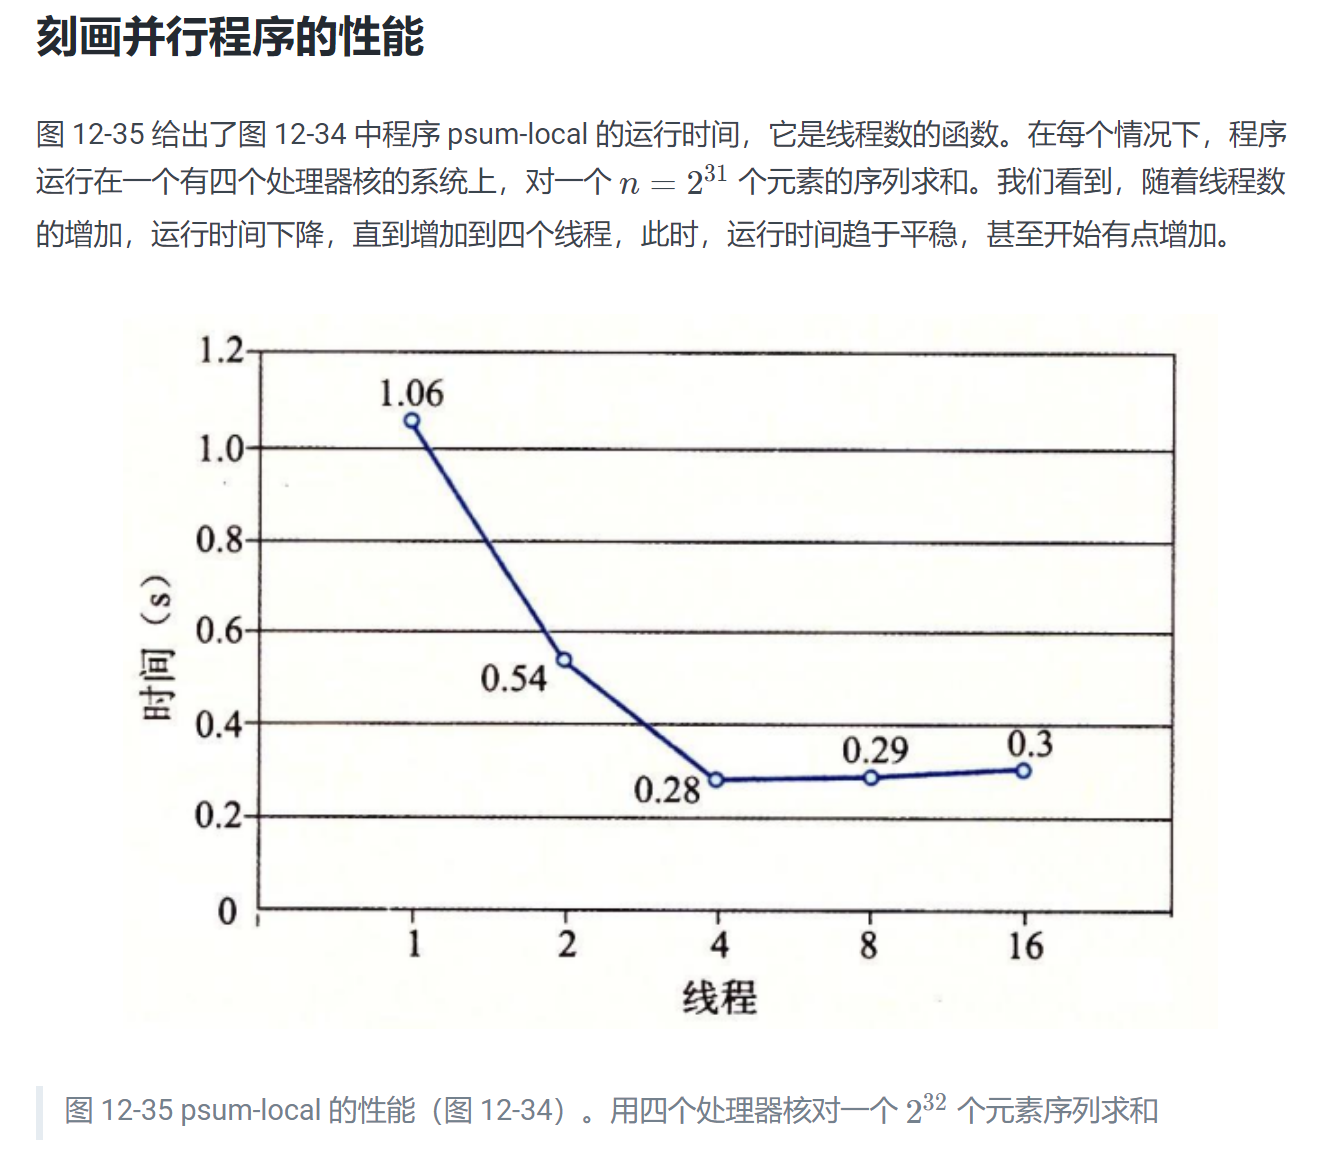 刻画并行程序的性能
图 12-35 给出了图 12-34 中程序 psum-local 的运行时间，它是线程数的函数。在每个情况下，程序
运行在一个有四个处理器核的系统上，对一个 n = 2^31 个元素的序列求和。我们看到，随着线程数
的增加，运行时间下降，直到增加到四个线程，此时，运行时间趋于平稳，甚至开始有点增加。
1.2
1.06
1.0
0.8
时间（s）
0.6
0.54
0.4
0.29
0.3
0.28
0.2
0
1
2
4
8
16
线程
图 12-35 psum-local 的性能（图 12-34）。用四个处理器核对一个 2^32 个元素序列求和